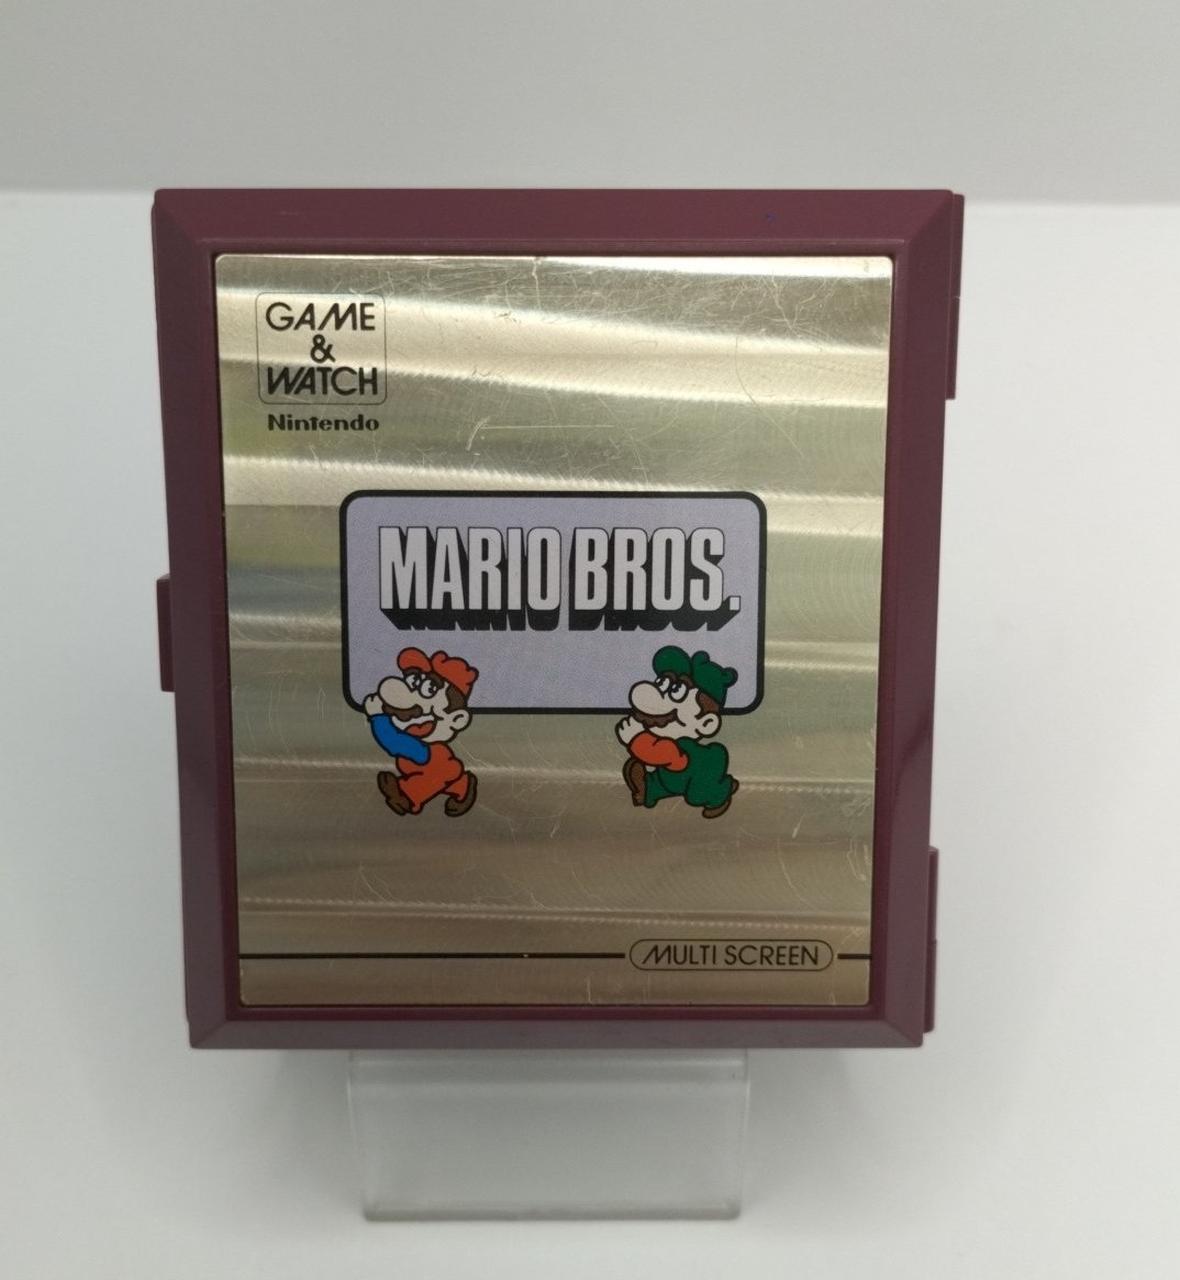 GAME
&
WATCH
Nintendo
MARIO BROS.
MULTI SCREEN